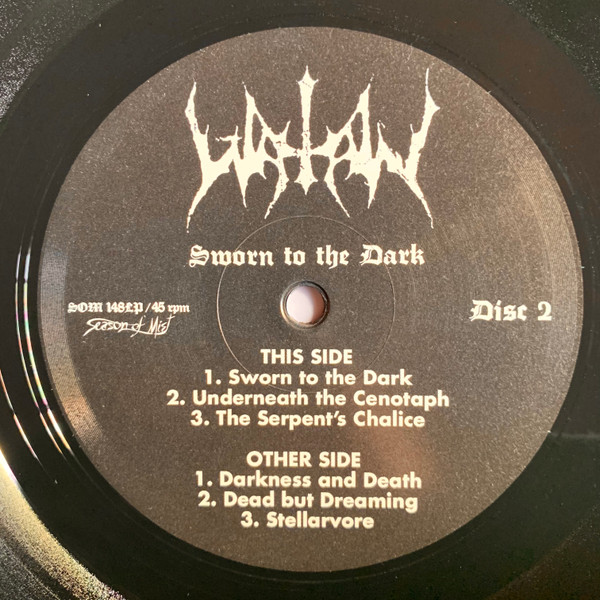 WATAIN
Sworn to the Dark
SOM 148LP / 45 rpm
Season of Mist
Disc 2
THIS SIDE
1. Sworn to the Dark
2. Underneath the Cenotaph
3. The Serpent's Chalice
OTHER SIDE
1. Darkness and Death
2. Dead but Dreaming
3. Stellarvore